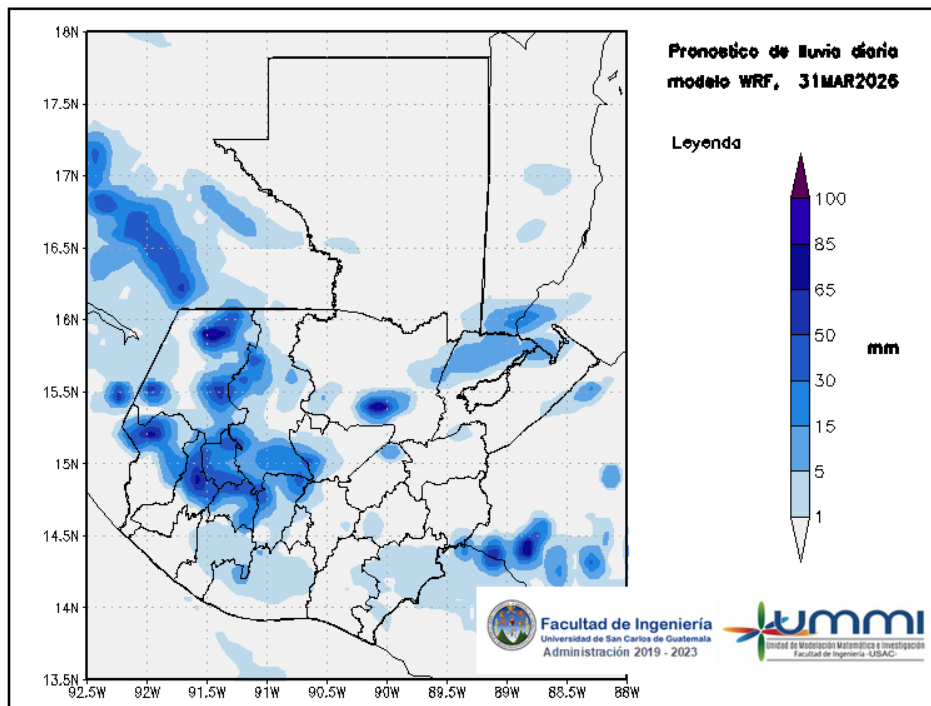 Pronostico de lluvia diaria
modelo WRF, 31MAR2026
Leyenda
100
85
65
50
30
15
5
1
mm
18N
17.5N
17N
16.5N
16N
15.5N
15N
14.5N
14N
13.5N
92.5W
92W
91.5W
91W
90.5W
90W
89.5W
89W
88.5W
88W
Facultad de Ingeniería
Universidad de San Carlos de Guatemala
Administración 2019 - 2023
UMMI
Unidad de Modelación Matemática e Investigación
Facultad de Ingeniería -USAC-